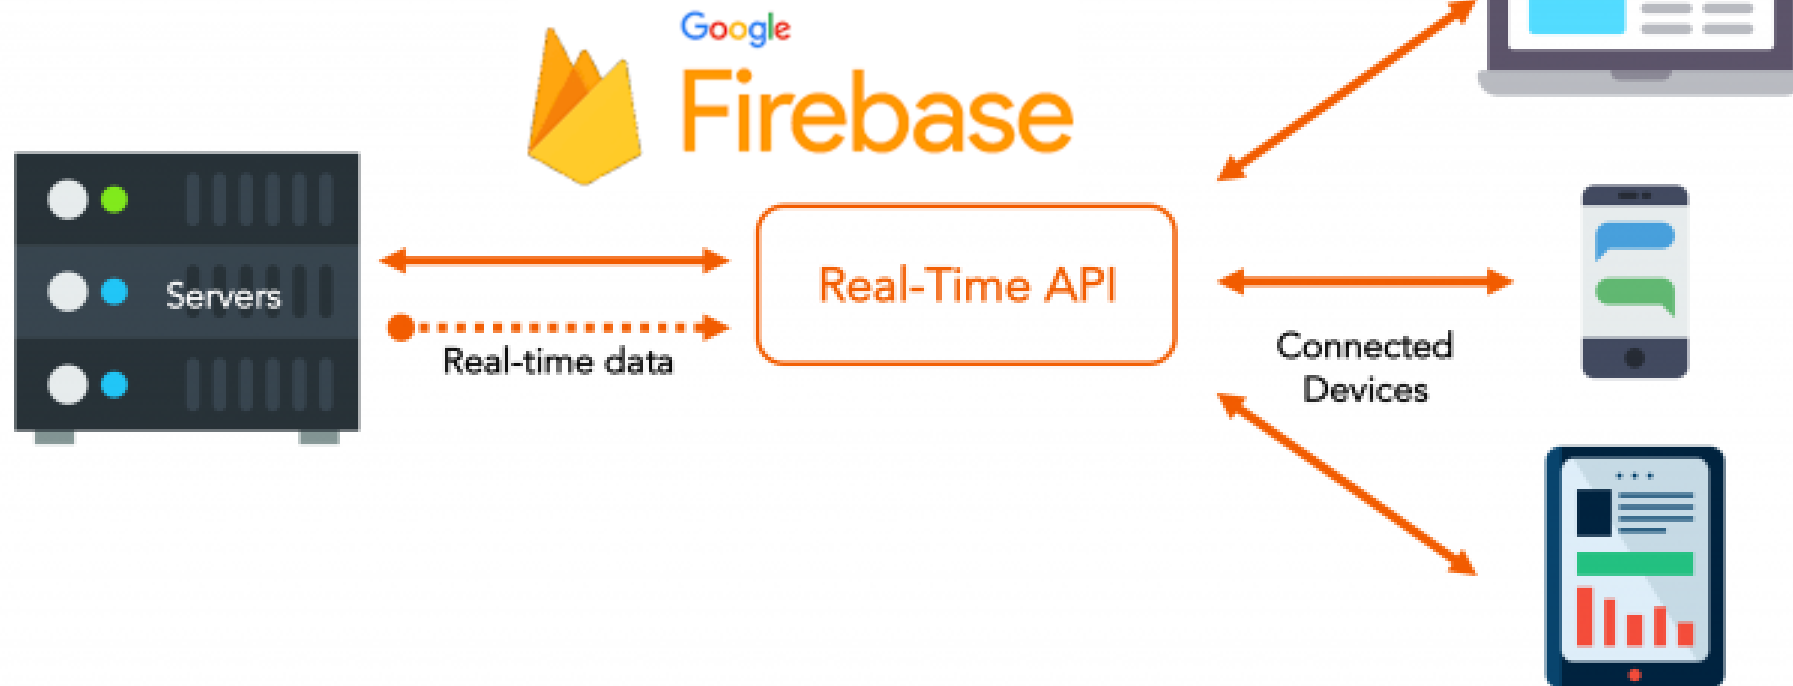 Google
Firebase
Servers
Real-Time API
Real-time data
Connected
Devices